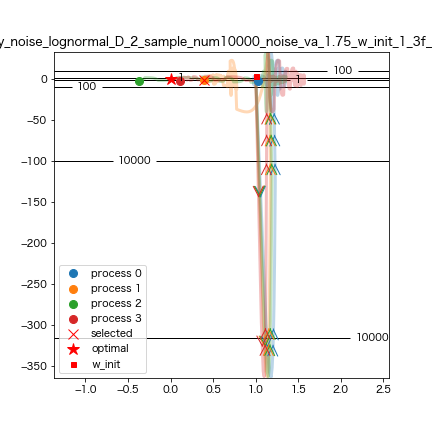 y_noise_lognormal_D_2_sample_num10000_noise_va_1.75_w_init_1_3f_
0
−50
−100
−150
−200
−250
−300
−350
100
1
1
100
10000
10000
process 0
process 1
process 2
process 3
selected
optimal
w_init
−1.0
−0.5
0.0
0.5
1.0
1.5
2.0
2.5